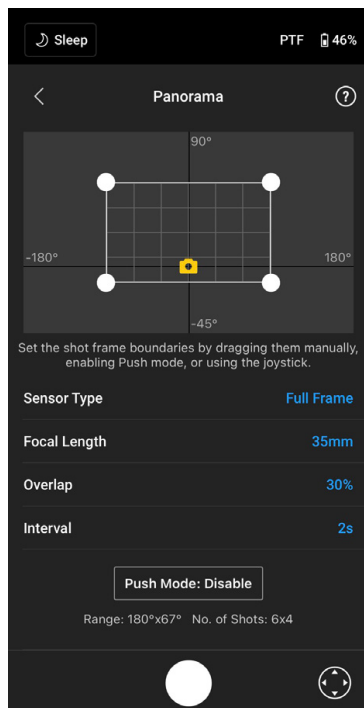 Sleep
PTF 46%
Panorama
?
90°
-180° 180°
-45°
Set the shot frame boundaries by dragging them manually,
enabling Push mode, or using the joystick.
Sensor Type Full Frame
Focal Length 35mm
Overlap 30%
Interval 2s
Push Mode: Disable
Range: 180°x67° No. of Shots: 6x4